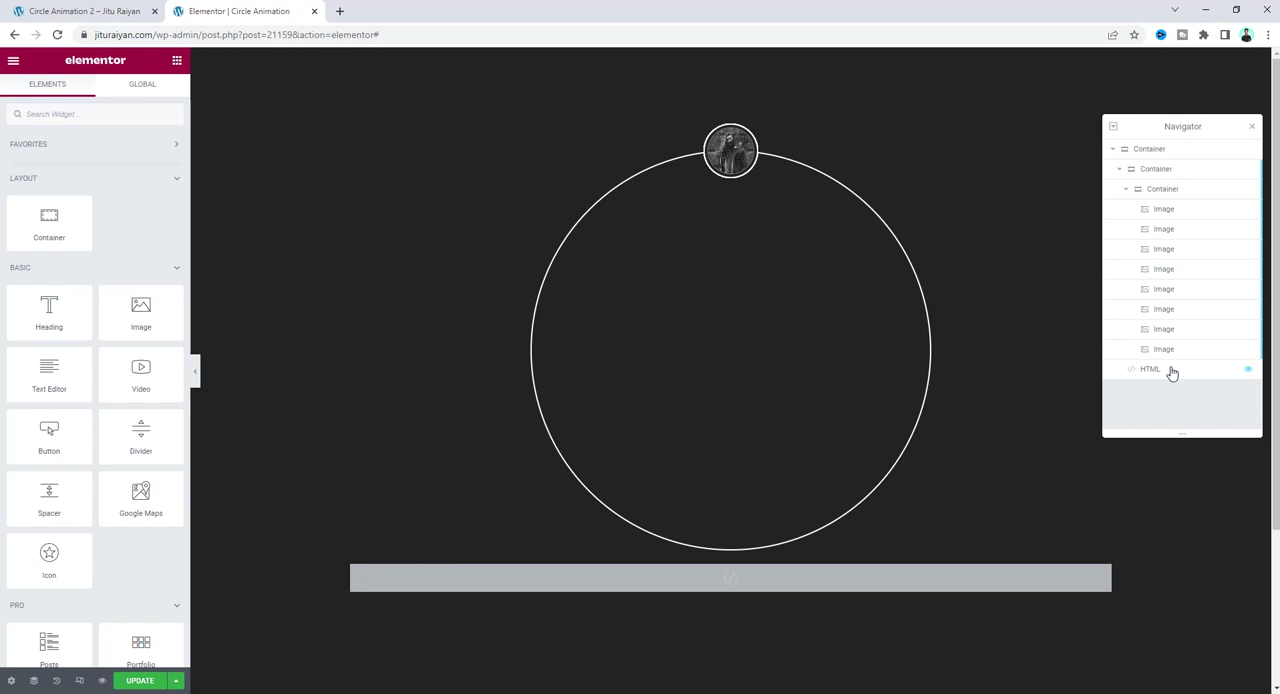 Circle Animation 2 – Jitu Raiyan
Elementor | Circle Animation
jituraiyan.com/wp-admin/post.php?post=21159&action=elementor#
elementor
ELEMENTS
GLOBAL
Search Widget...
FAVORITES
LAYOUT
Container
BASIC
Heading
Image
Text Editor
Video
Button
Divider
Spacer
Google Maps
Icon
PRO
Posts
Portfolio
UPDATE
Navigator
Container
Container
Container
Image
Image
Image
Image
Image
Image
Image
Image
HTML